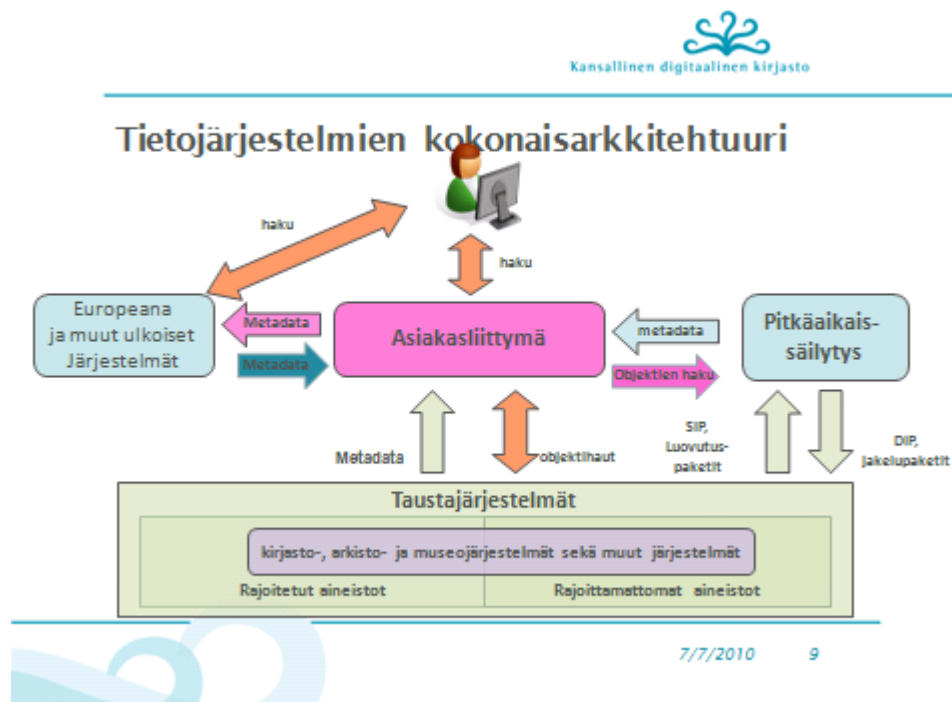 Kansallinen digitaalinen kirjasto
Tietojärjestelmien kokonaisarkkitehtuuri
haku
haku
Europeana
ja muut ulkoiset
Järjestelmät
Metadata
Metadata
Asiakasliittymä
metadata
Objektien haku
Pitkäaikais-
säilytys
Metadata
objektihaut
SIP,
Luovutus-
paketit
DIP,
jakelupaketit
Taustajärjestelmät
kirjasto-, arkisto- ja museojärjestelmät sekä muut järjestelmät
Rajoitetut aineistot
Rajoittamattomat aineistot
7/7/2010
9